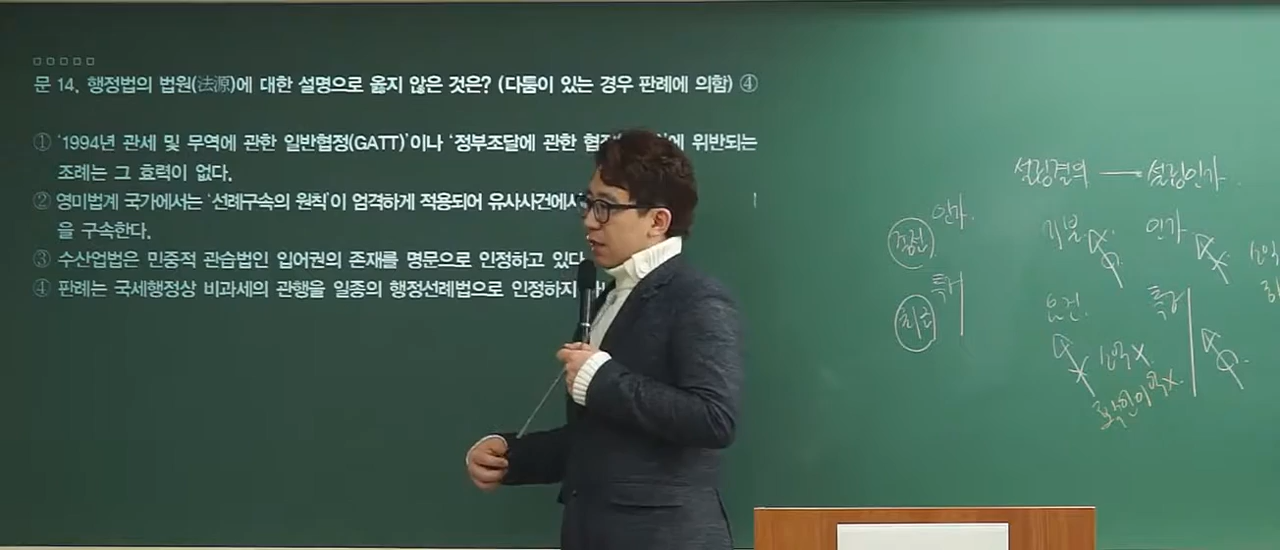 문 14. 행정법의 법원(法源)에 대한 설명으로 옳지 않은 것은? (다툼이 있는 경우 판례에 의함) ④
① '1994년 관세 및 무역에 관한 일반협정(GATT)'이나 '정부조달에 관한 위반되는
조례는 그 효력이 없다.
② 영미법계 국가에서는 '선례구속의 원칙'이 엄격하게 적용되어 유사사건에서
을 구속한다.
③ 수산업법은 민중적 관습법인 입어권의 존재를 명문으로 인정하고 있다
④ 판례는 국세행정상 비과세의 관행을 일종의 행정선례법으로 인정하지
설립결의 → 설립인가
인가
기본 인가
특허
요건 특허